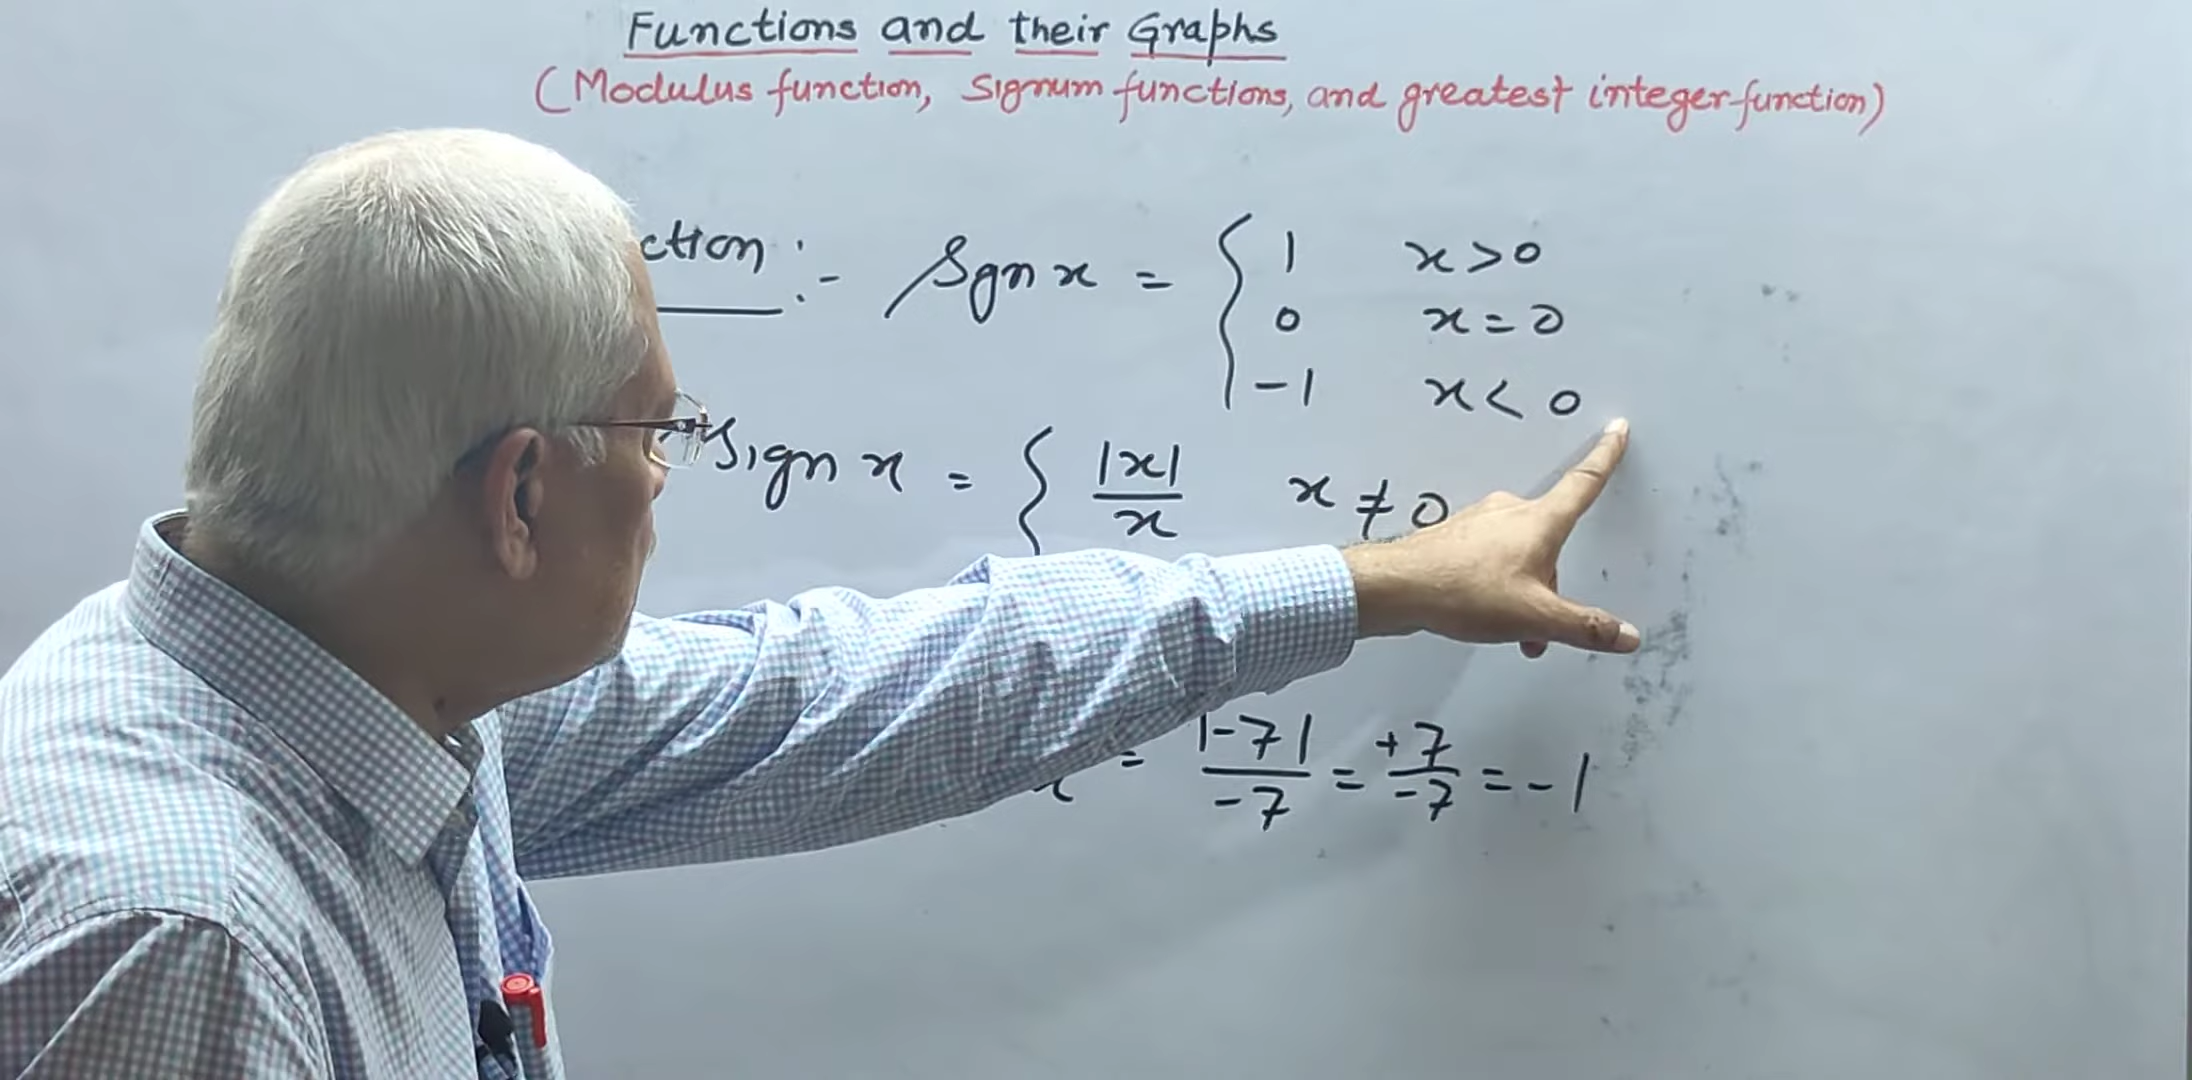 Functions and their Graphs
(Modulus function, Signum functions, and greatest integer function)
ction :- Sgn x = { 1 x > 0
0 x = 0
-1 x < 0
Sign x = { |x| / x x ≠ 0
= |-7| / -7 = +7 / -7 = -1